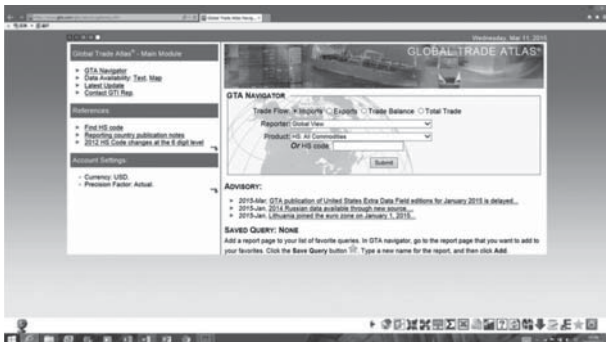 Global Trade Atlas® - Main Module
GTA Navigator
Data Availability: Text, Map
Latest Update
Contact GTI Rep.
References
Find HS code
Reporting country publication notes
2012 HS Code changes at the 6 digit level
Account Settings:
Currency: USD.
Precision Factor: Actual.
Wednesday, Mar 11, 2015
GLOBAL TRADE ATLAS®
GTA NAVIGATOR
Trade Flow: Imports Exports Trade Balance Total Trade
Reporter: Global View
Product: HS: All Commodities
Or HS code:
Submit
ADVISORY:
2015-Mar, GTA publication of United States Extra Data Field editions for January 2015 is delayed...
2015-Jan, 2014 Russian data available through new source....
2015-Jan, Lithuania joined the euro zone on January 1, 2015...
SAVED QUERY: NONE
Add a report page to your list of favorite queries. In GTA navigator, go to the report page that you want to add to
your favorites. Click the Save Query button. Type a new name for the report, and then click Add.